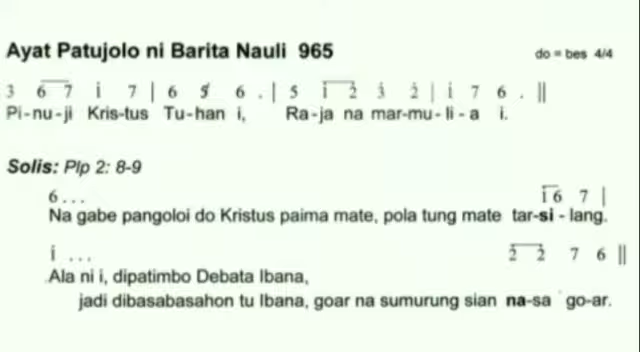 Ayat Patujolo ni Barita Nauli 965
do = bes 4/4
3 6 7 i 7 | 6 5 6 . | 5 i 2 3 2 | i 7 6 . ||
Pi-nu-ji Kris-tus Tu-han i, Ra-ja na mar-mu-li-a i.
Solis: Plp 2: 8-9
6 . . . i 6 7 |
Na gabe pangoloi do Kristus paima mate, pola tung mate tar-si-lang.
i . . . 2 2 7 6 ||
Ala ni i, dipatimbo Debata Ibana,
jadi dibasabasahon tu Ibana, goar na sumurung sian na-sa go-ar.